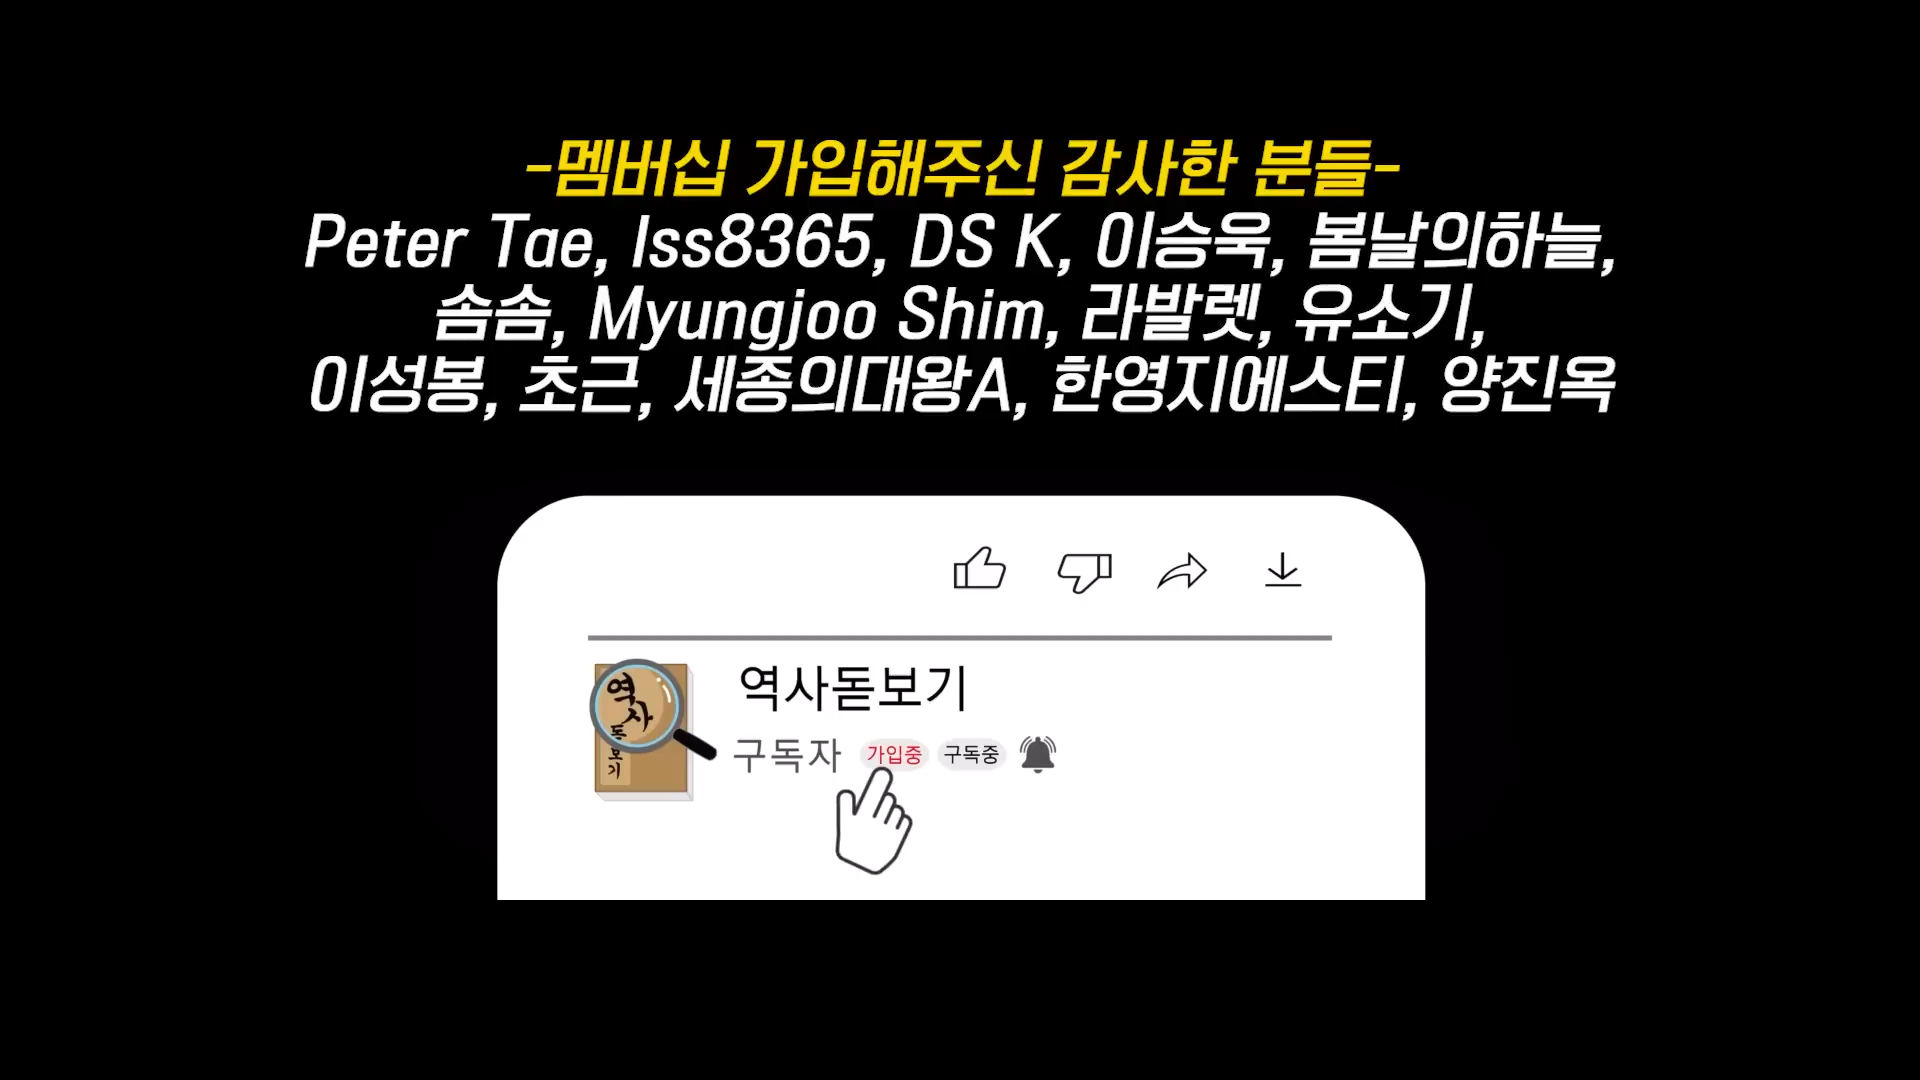 -멤버십 가입해주신 감사한 분들-
Peter Tae, Iss8365, DS K, 이승욱, 봄날의하늘,
솜솜, Myungjoo Shim, 라발렛, 유소기,
이성봉, 초근, 세종의대왕A, 한영지에스티, 양진옥
역사돋보기
역사돋보기
구독자 가입중 구독중